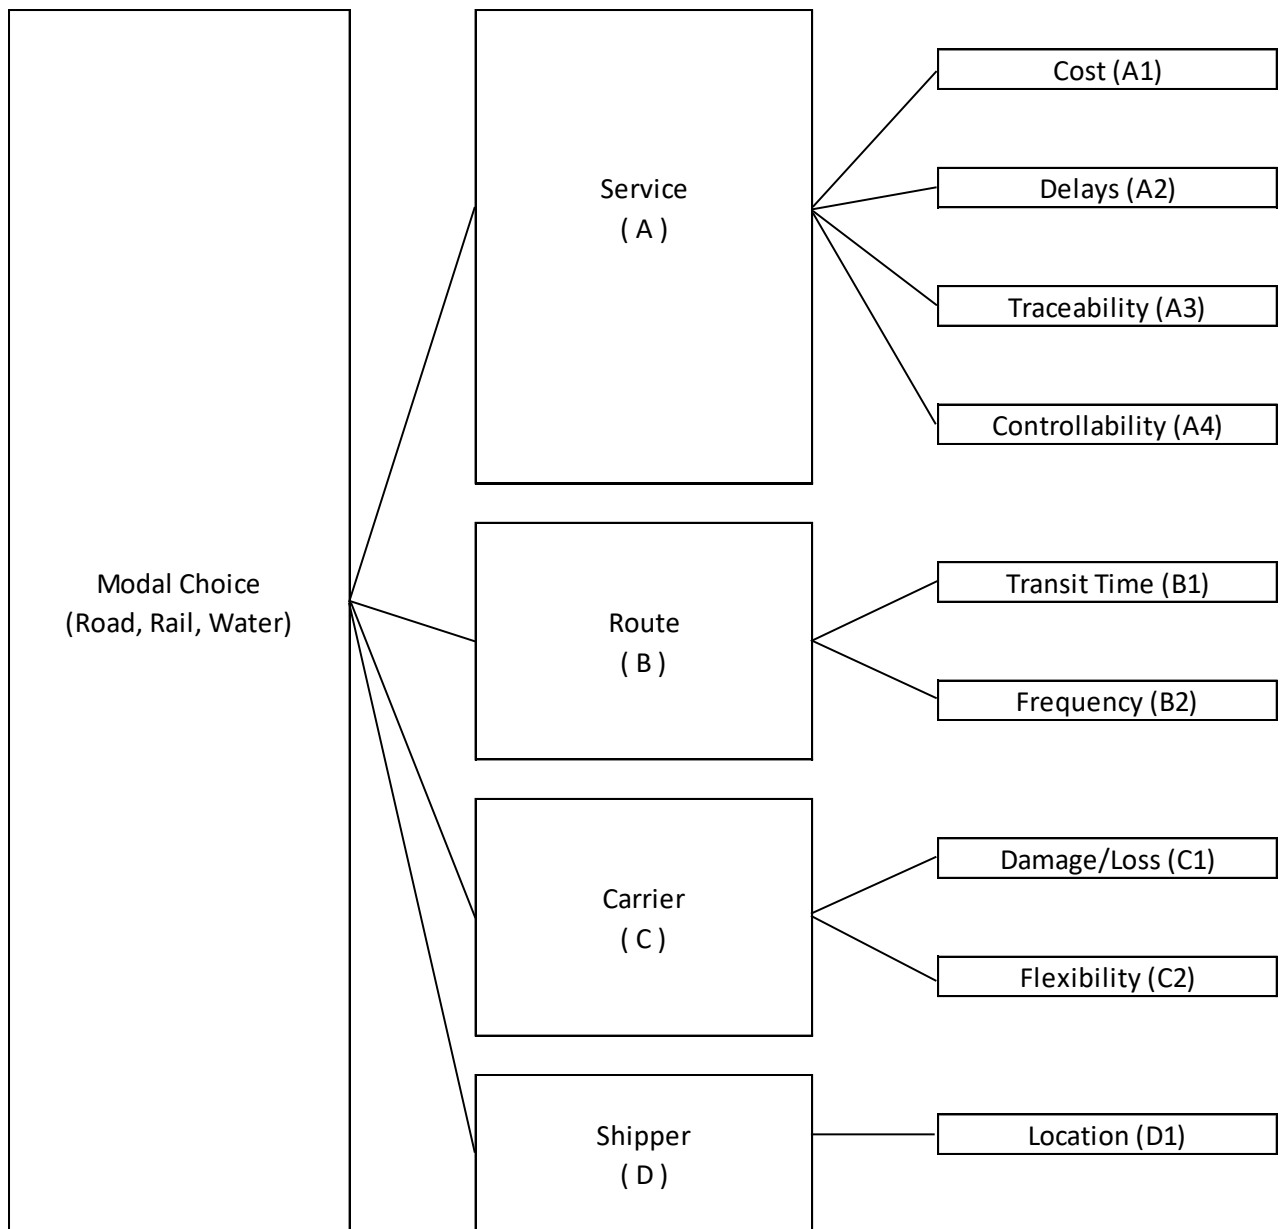 Modal Choice
(Road, Rail, Water)
Service
( A )
Cost (A1)
Delays (A2)
Traceability (A3)
Controllability (A4)
Route
( B )
Transit Time (B1)
Frequency (B2)
Carrier
( C )
Damage/Loss (C1)
Flexibility (C2)
Shipper
( D )
Location (D1)